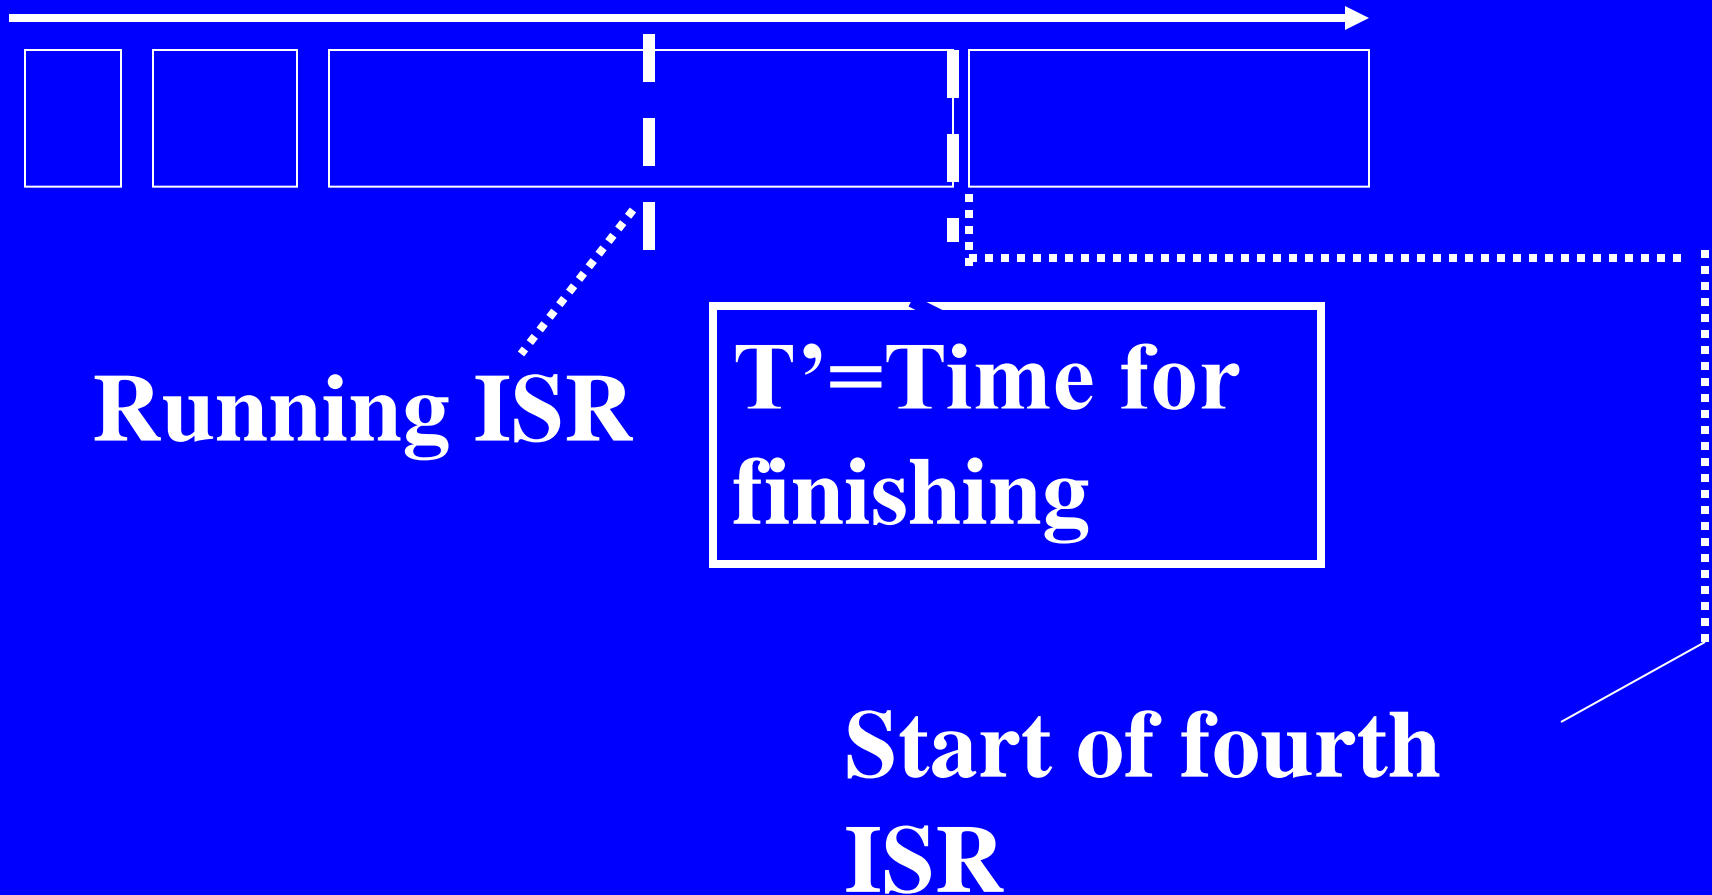 Running ISR
T’=Time for
finishing
Start of fourth
ISR